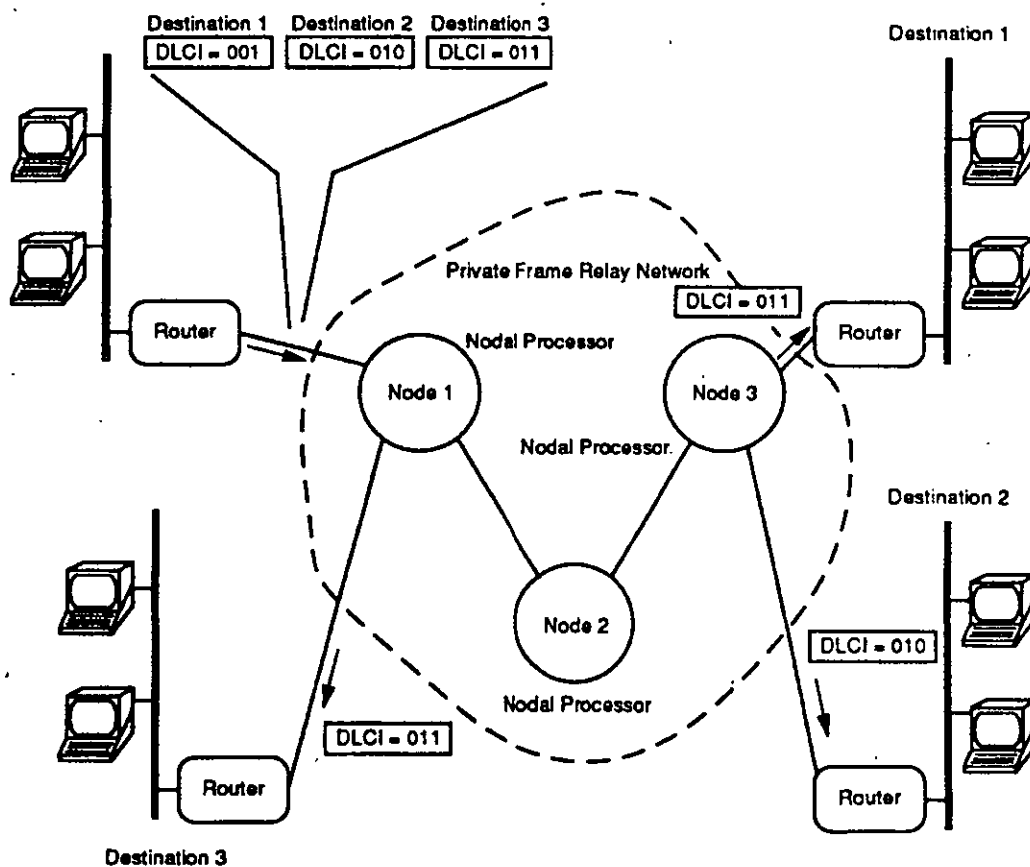 Destination 1 Destination 2 Destination 3
DLCI = 001 DLCI = 010 DLCI = 011
Destination 1
Private Frame Relay Network
DLCI = 011
Router
Router
Nodal Processor
Node 1
Node 3
Nodal Processor.
Destination 2
Node 2
DLCI = 010
Nodal Processor
DLCI = 011
Router
Router
Destination 3